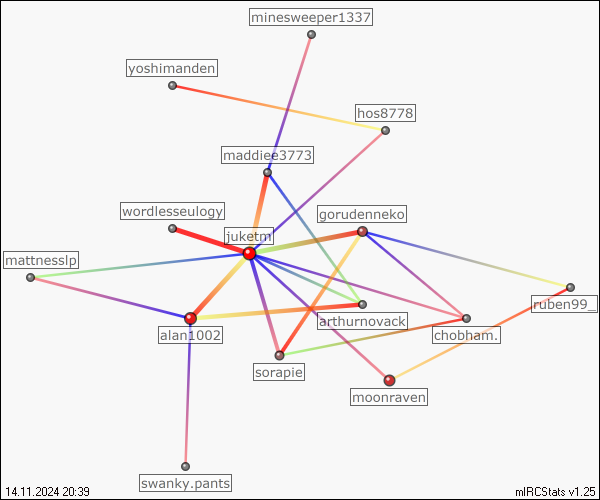 minesweeper1337
yoshimanden
hos8778
maddiee3773
wordlesseulogy
gorudenneko
juketm
mattnesslp
ruben99_
arthurnovack
alan1002
chobham.
sorapie
moonraven
swanky.pants
14.11.2024 20:39
mIRCStats v1.25